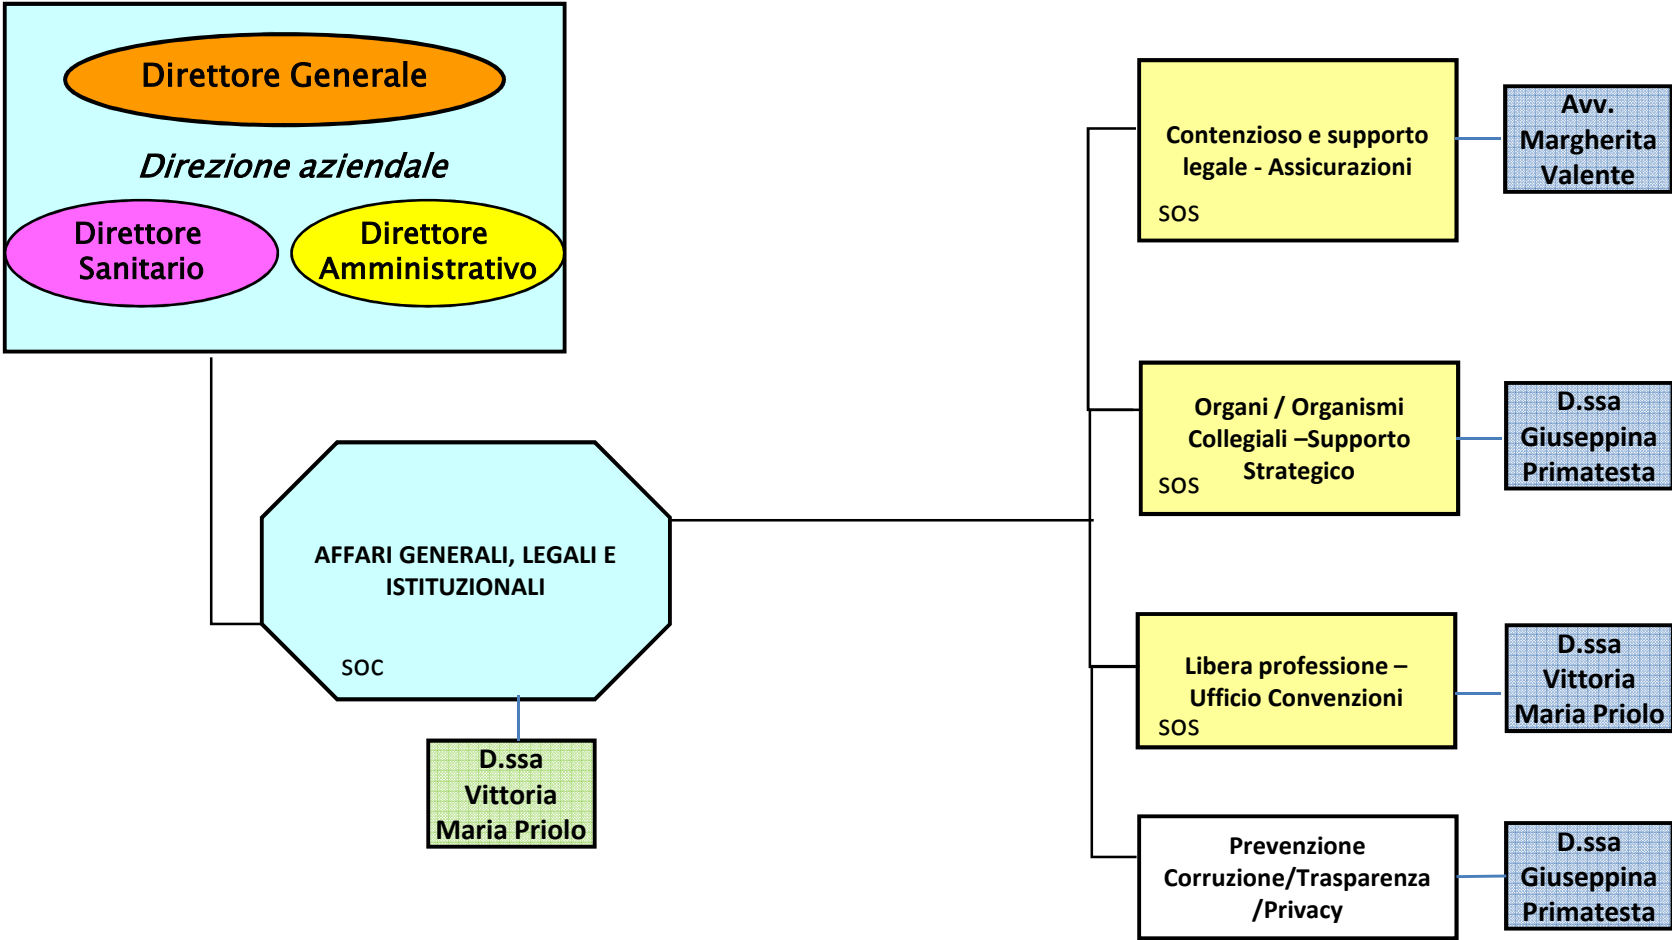 Direttore Generale
Direzione aziendale
Direttore
Sanitario
Direttore
Amministrativo
AFFARI GENERALI, LEGALI E
ISTITUZIONALI
SOC
D.ssa
Vittoria
Maria Priolo
Contenzioso e supporto
legale - Assicurazioni
SOS
Avv.
Margherita
Valente
Organi / Organismi
Collegiali –Supporto
Strategico
SOS
D.ssa
Giuseppina
Primatesta
Libera professione –
Ufficio Convenzioni
SOS
D.ssa
Vittoria
Maria Priolo
Prevenzione
Corruzione/Trasparenza
/Privacy
D.ssa
Giuseppina
Primatesta